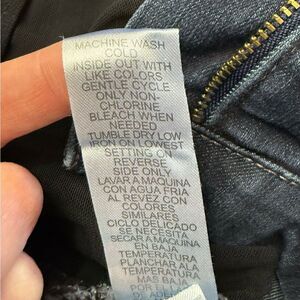 MACHINE WASH
COLD
INSIDE OUT WITH
LIKE COLORS
GENTLE CYCLE
ONLY NON
CHLORINE
BLEACH WHEN
NEEDED
TUMBLE DRY LOW
IRON ON LOWEST
SETTING ON
REVERSE
SIDE ONLY
LAVAR A MAQUINA
CON AGUA FRIA
AL REVEZ CON
COLORES
SIMILARES
CICLO DELICADO
SE NECESITA
SECAR A MAQUINA
EN BAJA
TEMPERATURA
PLANCHAR A LA
TEMPERATURA
MAS BAJA
POR EL